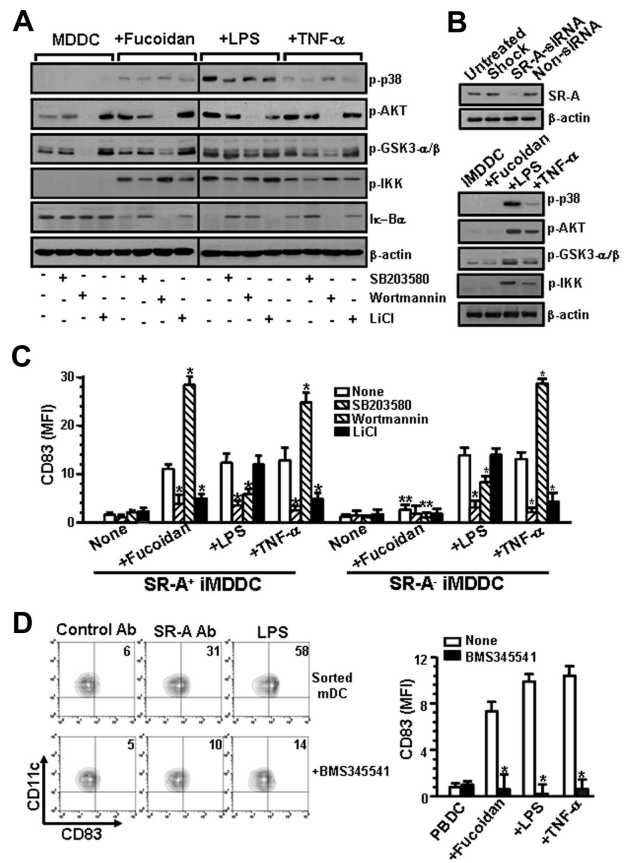 A
MDDC +Fucoidan +LPS +TNF-α
p-p38
p-AKT
p-GSK3-α/β
p-IKK
Iκ–Bα
β-actin
- + - - - + - - - + - - - + - - SB203580
- - + - - - + - - - + - - - + - Wortmannin
- - - + - - - + - - - + - - - + LiCl
B
Untreated Shock SR-A-siRNA Non-siRNA
SR-A
β-actin
iMDDC +Fucoidan +LPS +TNF-α
p-p38
p-AKT
p-GSK3-α/β
p-IKK
β-actin
C
CD83 (MFI)
30
20
10
0
None
SB203580
Wortmannin
LiCl
* * * * * * * * * ** ** * * * * *
None +Fucoidan +LPS +TNF-α None +Fucoidan +LPS +TNF-α
SR-A⁺ iMDDC SR-A⁻ iMDDC
D
Control Ab SR-A Ab LPS
6 31 58
Sorted mDC
5 10 14
+BMS345541
CD11c
CD83
None
BMS345541
CD83 (MFI)
12
8
4
0
* * *
PBDC +Fucoidan +LPS +TNF-α